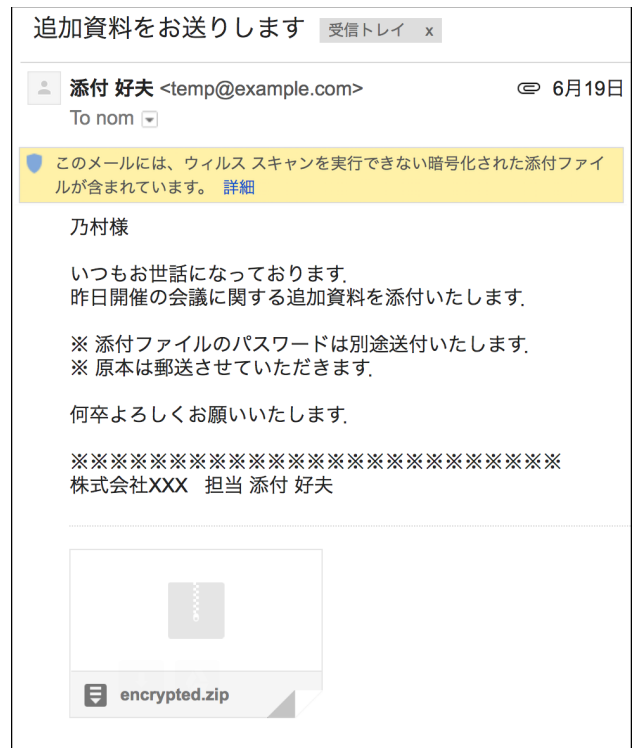 追加資料をお送りします 受信トレイ x
添付 好夫 <temp@example.com> 6月19日
To nom
このメールには、ウィルス スキャンを実行できない暗号化された添付ファイ
ルが含まれています。 詳細
乃村様
いつもお世話になっております.
昨日開催の会議に関する追加資料を添付いたします.
※ 添付ファイルのパスワードは別途送付いたします.
※ 原本は郵送させていただきます.
何卒よろしくお願いいたします.
※※※※※※※※※※※※※※※※※※※※※※※※※
株式会社XXX 担当 添付 好夫
encrypted.zip